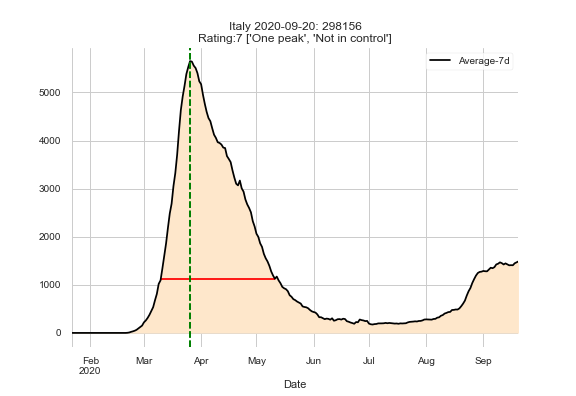 Italy 2020-09-20: 298156
Rating:7 ['One peak', 'Not in control']
Average-7d
5000
4000
3000
2000
1000
0
Feb
2020
Mar
Apr
May
Jun
Jul
Aug
Sep
Date